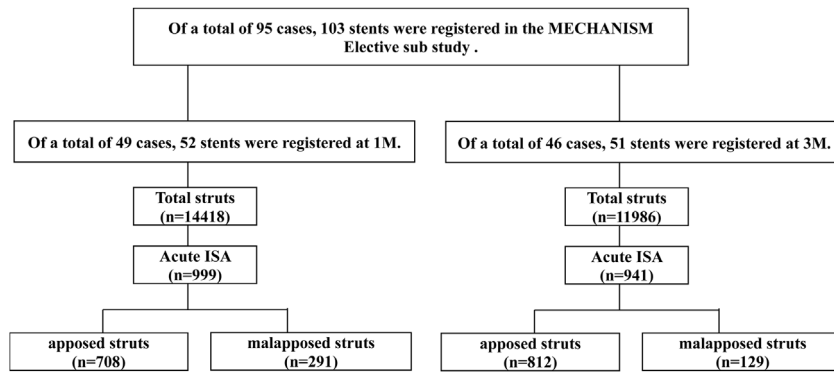 Of a total of 95 cases, 103 stents were registered in the MECHANISM
Elective sub study .
Of a total of 49 cases, 52 stents were registered at 1M.
Of a total of 46 cases, 51 stents were registered at 3M.
Total struts
(n=14418)
Total struts
(n=11986)
Acute ISA
(n=999)
Acute ISA
(n=941)
apposed struts
(n=708)
malapposed struts
(n=291)
apposed struts
(n=812)
malapposed struts
(n=129)